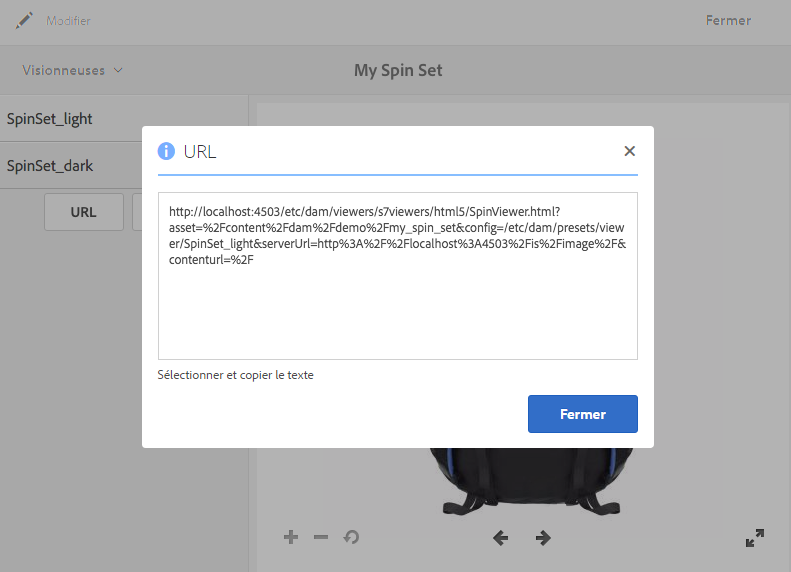 Modifier
Fermer
Visionneuses
My Spin Set
SpinSet_light
SpinSet_dark
URL
URL
http://localhost:4503/etc/dam/viewers/s7viewers/html5/SpinViewer.html?
asset=%2Fcontent%2Fdam%2Fdemo%2Fmy_spin_set&config=/etc/dam/presets/view
er/SpinSet_light&serverUrl=http%3A%2F%2Flocalhost%3A4503%2Fis%2Fimage%2F&
contenturl=%2F
Sélectionner et copier le texte
Fermer